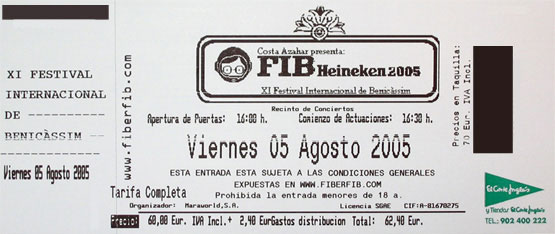 XI FESTIVAL
INTERNACIONAL
DE
BENICÀSSIM
Viernes 05 Agosto 2005
www.fiberfib.com
Costa Azahar presenta:
FIB Heineken 2005
XI Festival Internacional de Benicàssim
Recinto de Conciertos
Apertura de Puertas: 16:00 h. Comienzo de Actuaciones: 16:30 h.
Viernes 05 Agosto 2005
ESTA ENTRADA ESTA SUJETA A LAS CONDICIONES GENERALES
EXPUESTAS EN WWW.FIBERFIB.COM
Tarifa Completa
Prohibida la entrada menores de 18 a.
Organizador: Maraworld,S.A. Licencia SGAE CIF:A-81670275
Precio: 60,00 Eur. IVA Incl.+ 2,40 EurGastos distribucion Total: 62,40 Eur.
Precios en Taquilla:
70 Eur. IVA Incl.
El Corte Inglés
y Tiendas El Corte Inglés
TEL: 902 400 222